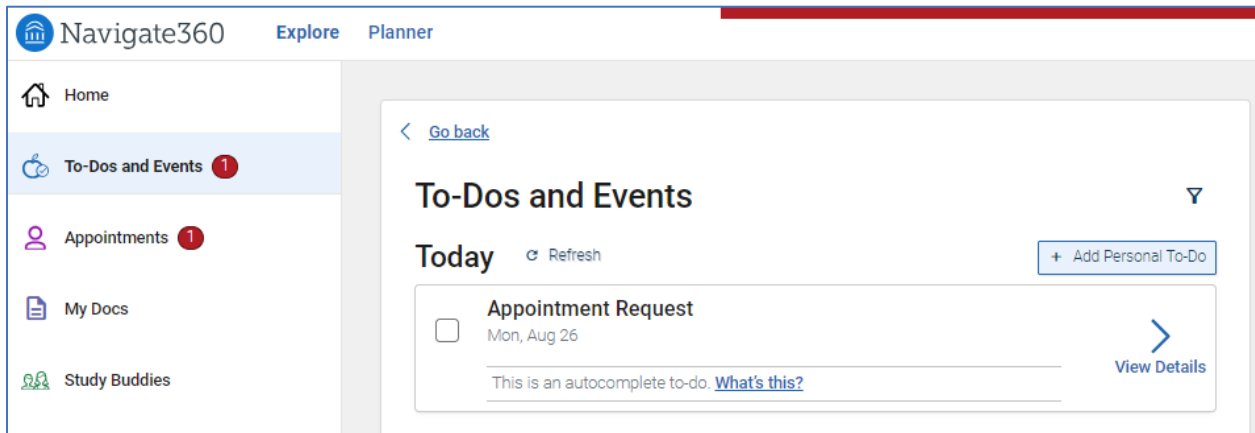 Navigate360 Explore Planner
Home
To-Dos and Events 1
Appointments 1
My Docs
Study Buddies
Go back
To-Dos and Events
Today Refresh + Add Personal To-Do
Appointment Request
Mon, Aug 26
View Details
This is an autocomplete to-do. What's this?